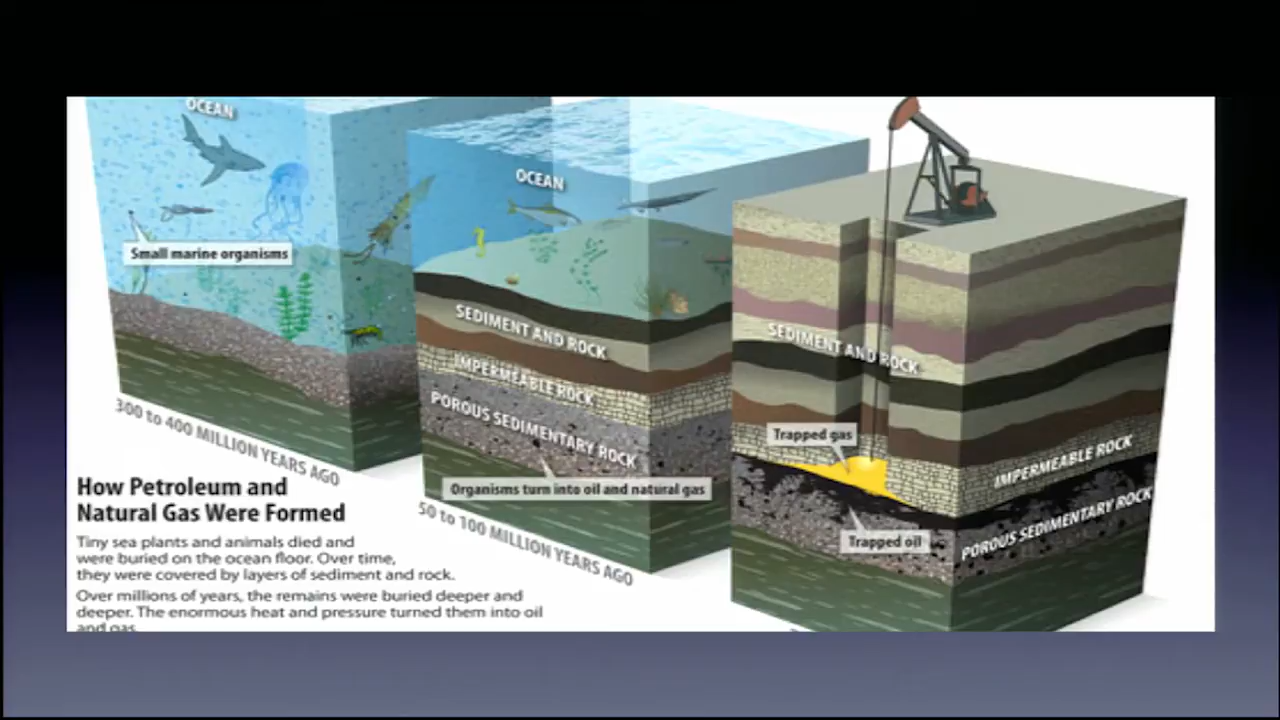 OCEAN
Small marine organisms
300 to 400 MILLION YEARS AGO
OCEAN
SEDIMENT AND ROCK
IMPERMEABLE ROCK
POROUS SEDIMENTARY ROCK
Organisms turn into oil and natural gas
50 to 100 MILLION YEARS AGO
SEDIMENT AND ROCK
Trapped gas
IMPERMEABLE ROCK
POROUS SEDIMENTARY ROCK
Trapped oil
How Petroleum and
Natural Gas Were Formed
Tiny sea plants and animals died and
were buried on the ocean floor. Over time,
they were covered by layers of sediment and rock.
Over millions of years, the remains were buried deeper and
deeper. The enormous heat and pressure turned them into oil
and gas.